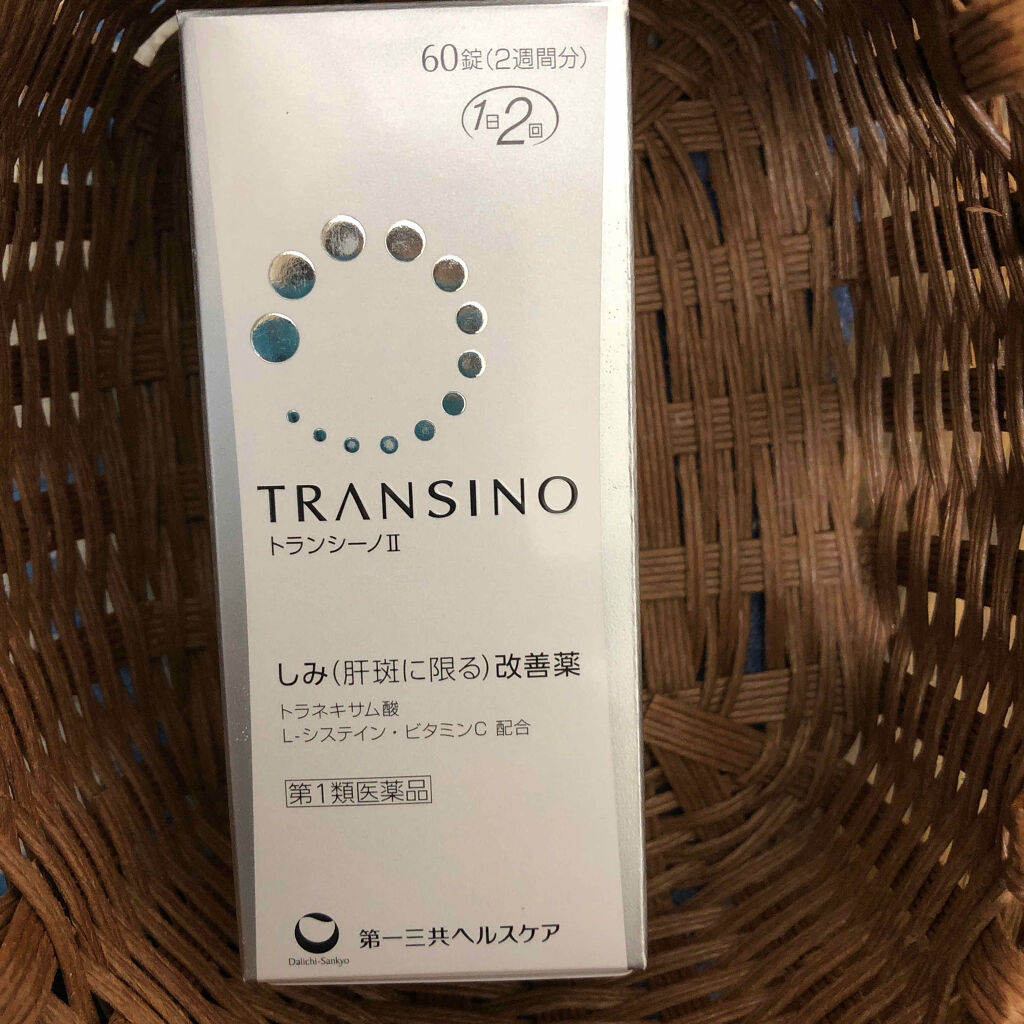 60錠(2週間分)
1日2回
TRANSINO
トランシーノⅡ
しみ(肝斑に限る)改善薬
トラネキサム酸
L-システイン・ビタミンC 配合
第1類医薬品
第一三共ヘルスケア
Daiichi-Sankyo